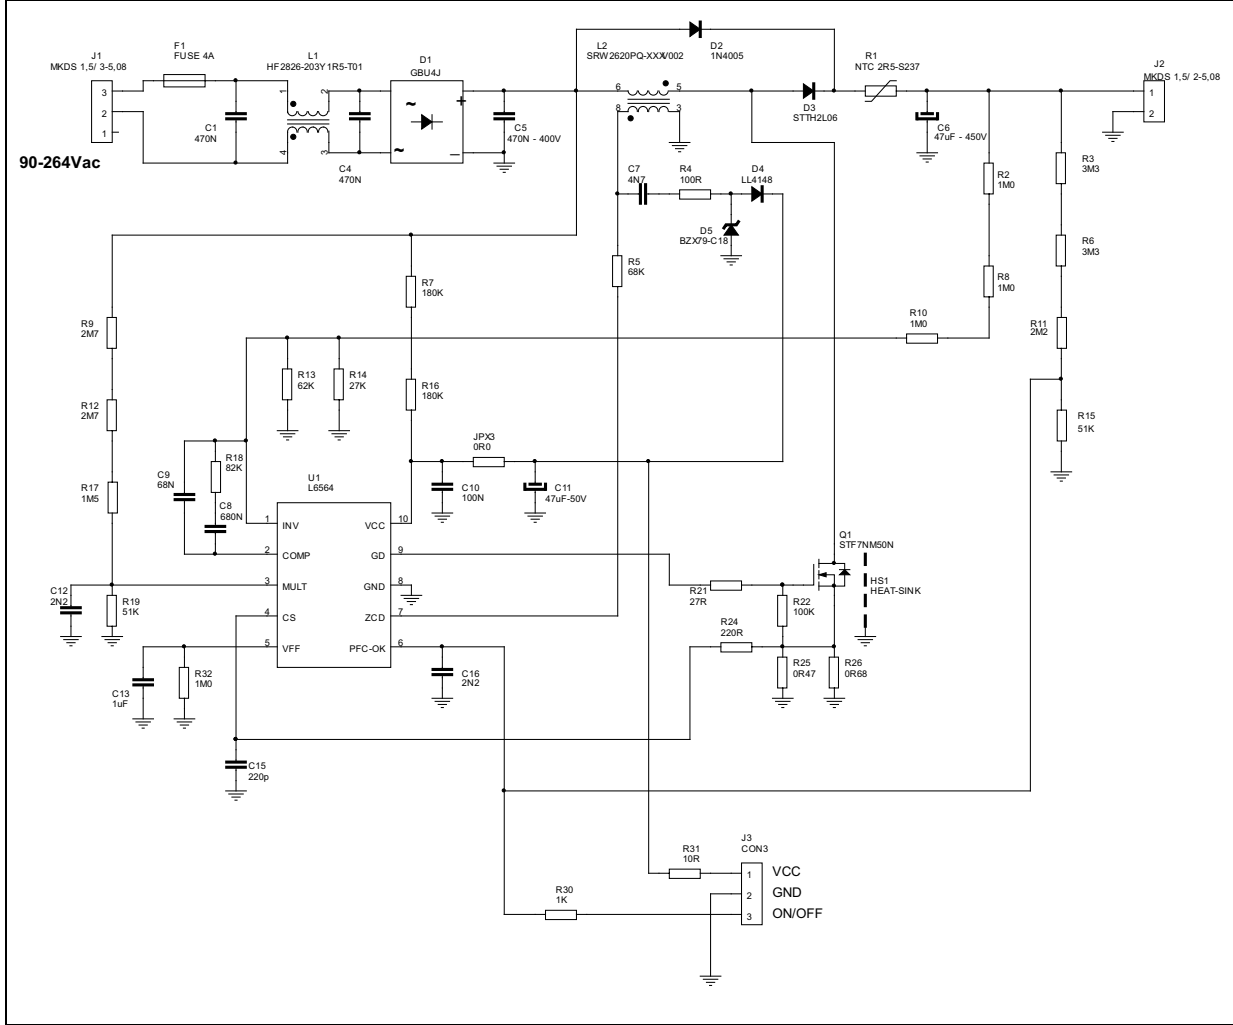 J1
MKDS 1,5/ 3-5,08
3
2
1
90-264Vac
F1
FUSE 4A
C1
470N
L1
HF2826-203Y1R5-T01
1
2
4
3
C4
470N
D1
GBU4J
~
~
+
-
C5
470N - 400V
L2
SRW2620PQ-XXXV002
6
5
8
3
D2
1N4005
D3
STTH2L06
R1
NTC 2R5-S237
C6
47uF - 450V
J2
MKDS 1,5/ 2-5,08
1
2
C7
4N7
R4
100R
D4
LL4148
D5
BZX79-C18
R2
1M0
R3
3M3
R5
68K
R6
3M3
R7
180K
R8
1M0
R9
2M7
R10
1M0
R11
2M2
R13
62K
R14
27K
R16
180K
R12
2M7
R15
51K
JPX3
0R0
R18
82K
C9
68N
R17
1M5
C8
680N
C10
100N
C11
47uF-50V
U1
L6564
1
INV
2
COMP
3
MULT
4
CS
5
VFF
VCC
10
GD
9
GND
8
ZCD
7
PFC-OK
6
Q1
STF7NM50N
HS1
HEAT-SINK
C12
2N2
R19
51K
R21
27R
R22
100K
R24
220R
R25
0R47
R26
0R68
C13
1uF
R32
1M0
C16
2N2
C15
220p
J3
CON3
R31
10R
R30
1K
1
VCC
2
GND
3
ON/OFF